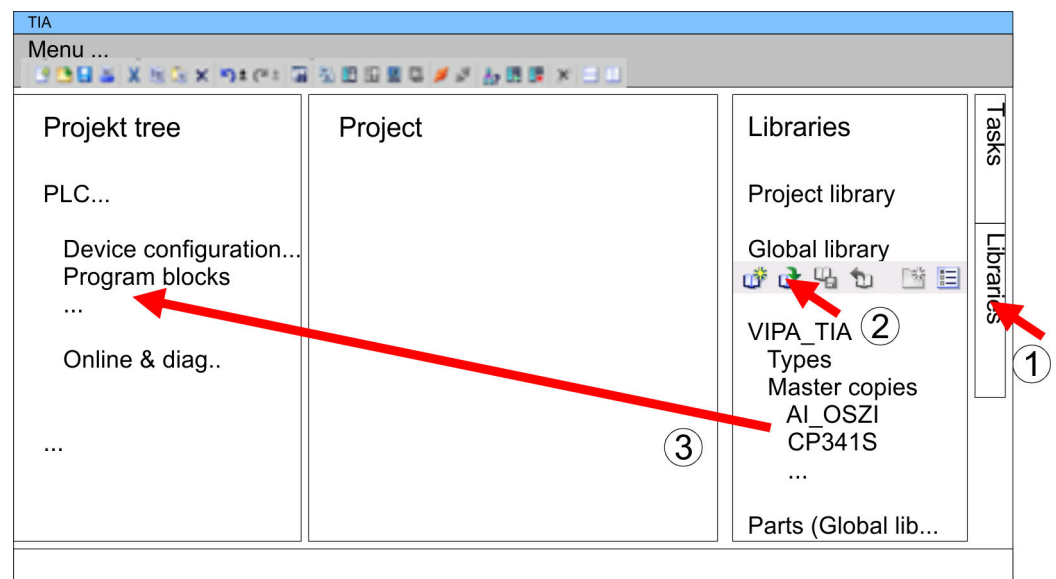 TIA
Menu ...
Projekt tree
PLC...
Device configuration...
Program blocks
...
Online & diag..
...
Project
③
Libraries
Project library
Global library
②
VIPA_TIA
Types
Master copies
AI_OSZI
CP341S
...
Parts (Global lib...
Tasks
Libraries
①